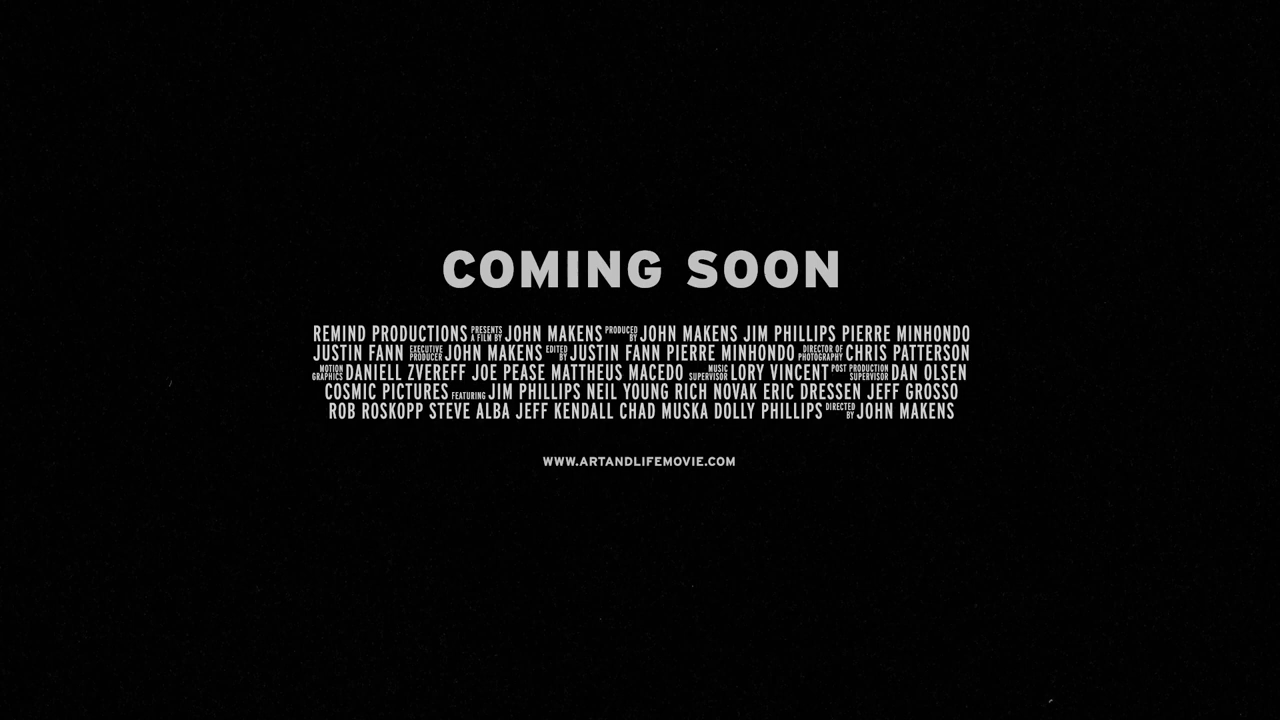 COMING SOON
REMIND PRODUCTIONS PRESENTS A FILM BY JOHN MAKENS PRODUCED BY JOHN MAKENS JIM PHILLIPS PIERRE MINHONDO
JUSTIN FANN EXECUTIVE PRODUCER JOHN MAKENS EDITED BY JUSTIN FANN PIERRE MINHONDO DIRECTOR OF PHOTOGRAPHY CHRIS PATTERSON
MOTION GRAPHICS DANIELL ZVEREFF JOE PEASE MATTHEUS MACEDO MUSIC SUPERVISOR LORY VINCENT POST PRODUCTION SUPERVISOR DAN OLSEN
COSMIC PICTURES FEATURING JIM PHILLIPS NEIL YOUNG RICH NOVAK ERIC DRESSEN JEFF GROSSO
ROB ROSKOPP STEVE ALBA JEFF KENDALL CHAD MUSKA DOLLY PHILLIPS DIRECTED BY JOHN MAKENS
WWW.ARTANDLIFEMOVIE.COM